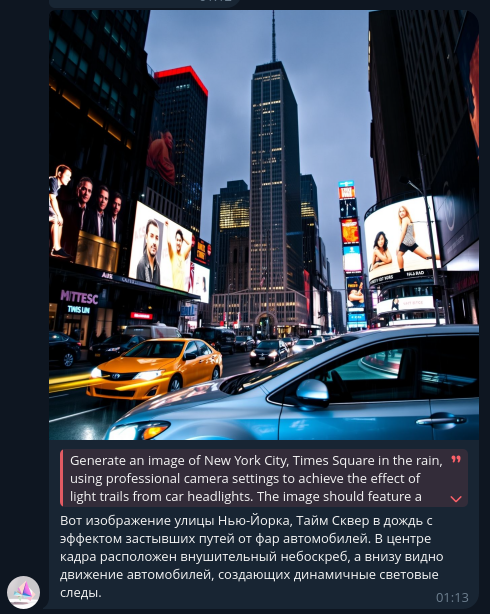 MITTESC
Generate an image of New York City, Times Square in the rain,
using professional camera settings to achieve the effect of
light trails from car headlights. The image should feature a
Вот изображение улицы Нью-Йорка, Тайм Сквер в дождь с
эффектом застывших путей от фар автомобилей. В центре
кадра расположен внушительный небоскреб, а внизу видно
движение автомобилей, создающих динамичные световые
следы.
01:13